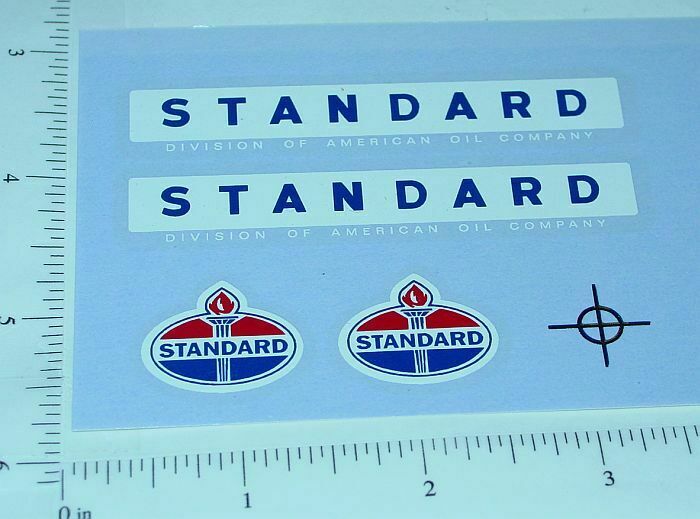 STANDARD
DIVISION OF AMERICAN OIL COMPANY
STANDARD
DIVISION OF AMERICAN OIL COMPANY
STANDARD STANDARD
3
4
5
6
0 in 1 2 3